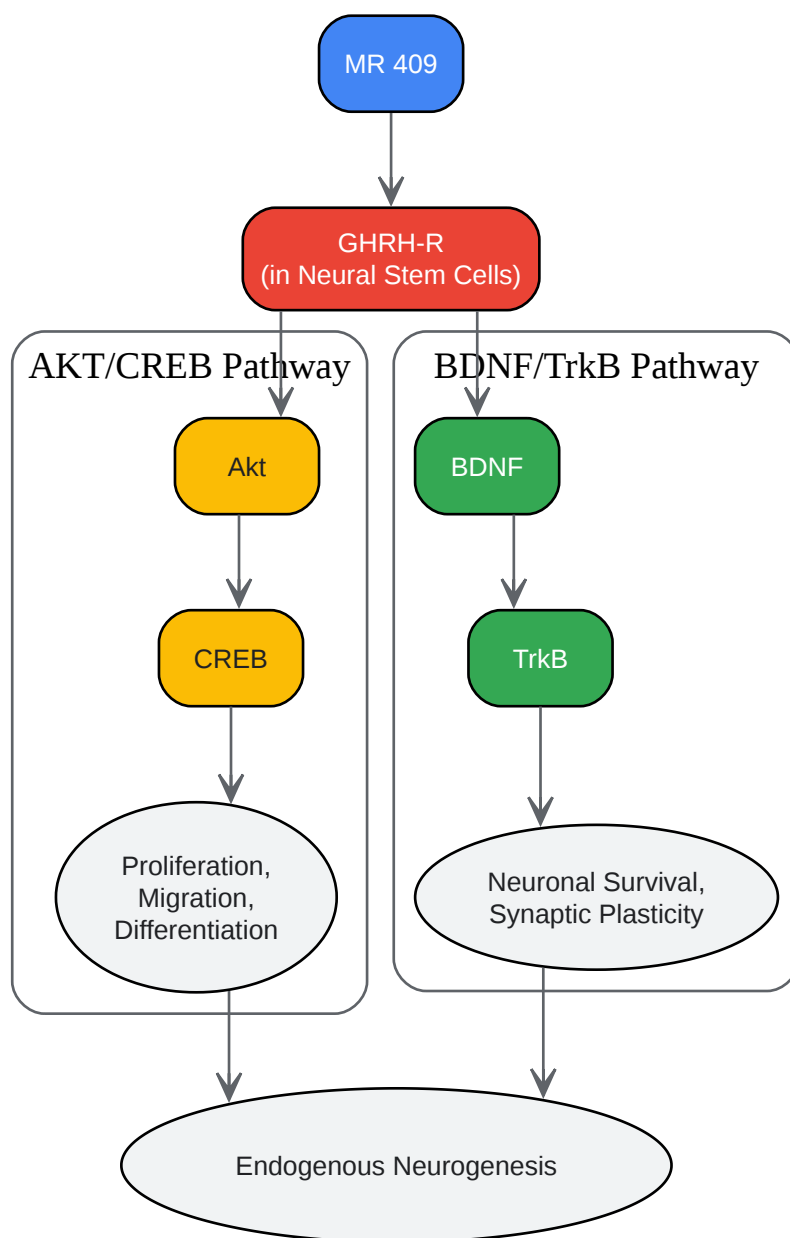 MR 409
GHRH-R
(in Neural Stem Cells)
AKT/CREB Pathway
BDNF/TrkB Pathway
Akt
BDNF
CREB
TrkB
Proliferation,
Migration,
Differentiation
Neuronal Survival,
Synaptic Plasticity
Endogenous Neurogenesis